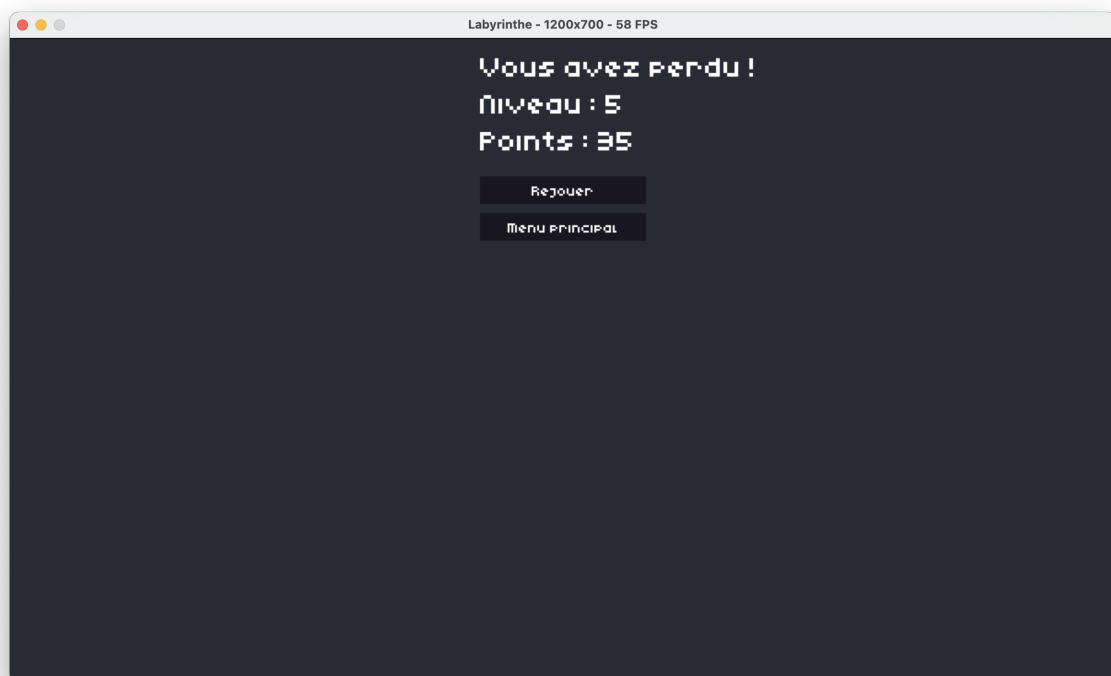 Labyrinthe - 1200x700 - 58 FPS
Vous avez perdu !
Niveau : 5
Points : 35
Rejouer
Menu principal